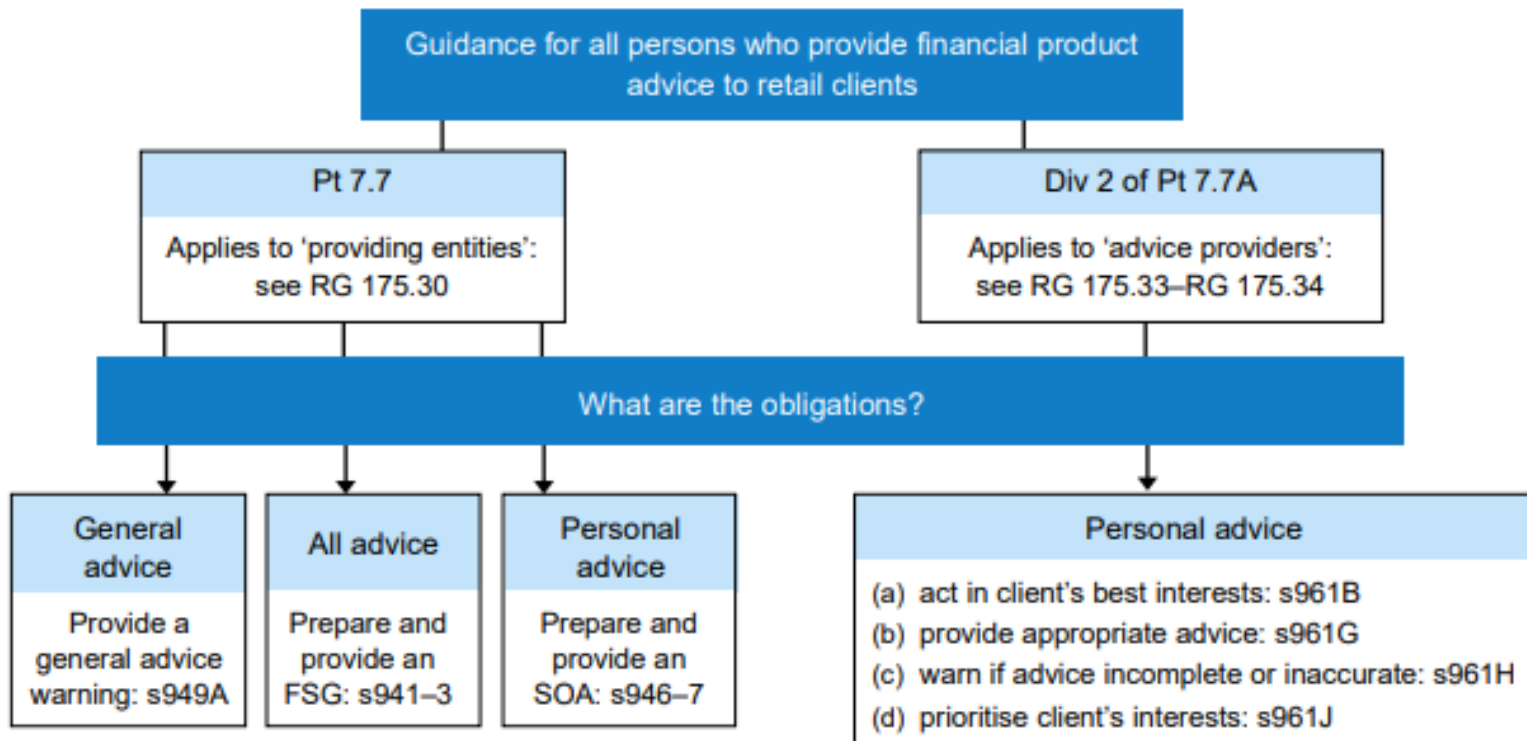 Guidance for all persons who provide financial product
advice to retail clients
Pt 7.7
Applies to ‘providing entities’:
see RG 175.30
Div 2 of Pt 7.7A
Applies to ‘advice providers’:
see RG 175.33–RG 175.34
What are the obligations?
General
advice
Provide a
general advice
warning: s949A
All advice
Prepare and
provide an
FSG: s941–3
Personal
advice
Prepare and
provide an
SOA: s946–7
Personal advice
(a) act in client’s best interests: s961B
(b) provide appropriate advice: s961G
(c) warn if advice incomplete or inaccurate: s961H
(d) prioritise client’s interests: s961J